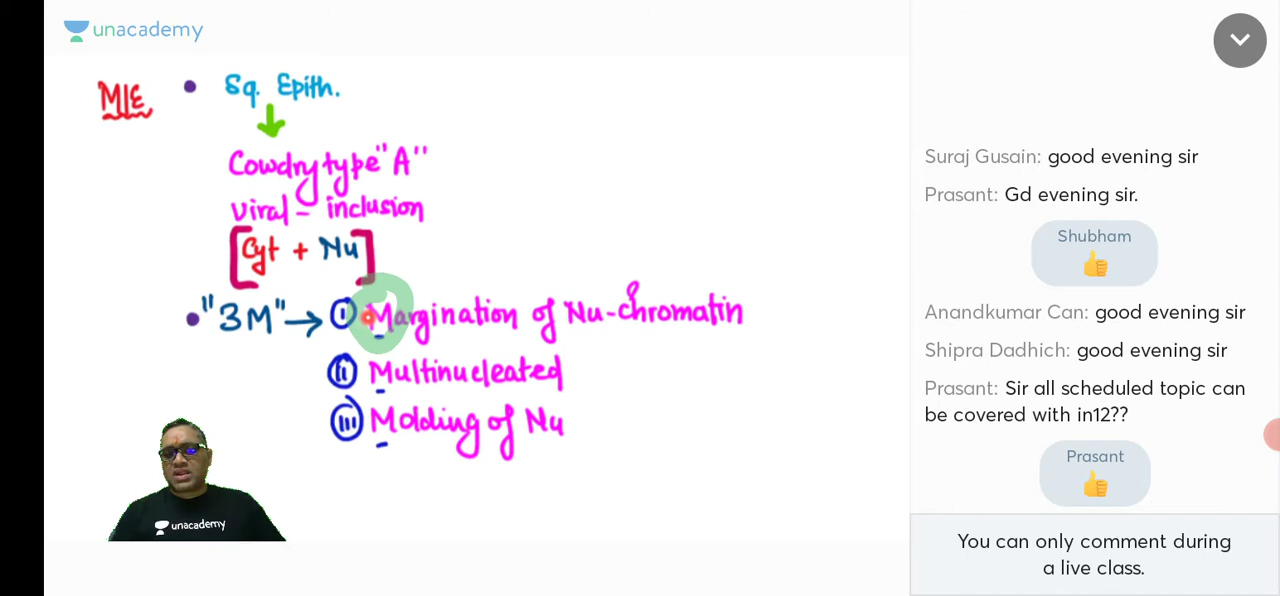 unacademy
M/E • Sq. Epith.
Cowdry type "A"
Viral - inclusion
[Cyt + Nu]
• "3M" → (i) Margination of Nu-chromatin
(ii) Multinucleated
(iii) Molding of Nu
unacademy
Suraj Gusain: good evening sir
Prasant: Gd evening sir.
Shubham
👍
Anandkumar Can: good evening sir
Shipra Dadhich: good evening sir
Prasant: Sir all scheduled topic can
be covered with in12??
Prasant
👍
You can only comment during
a live class.